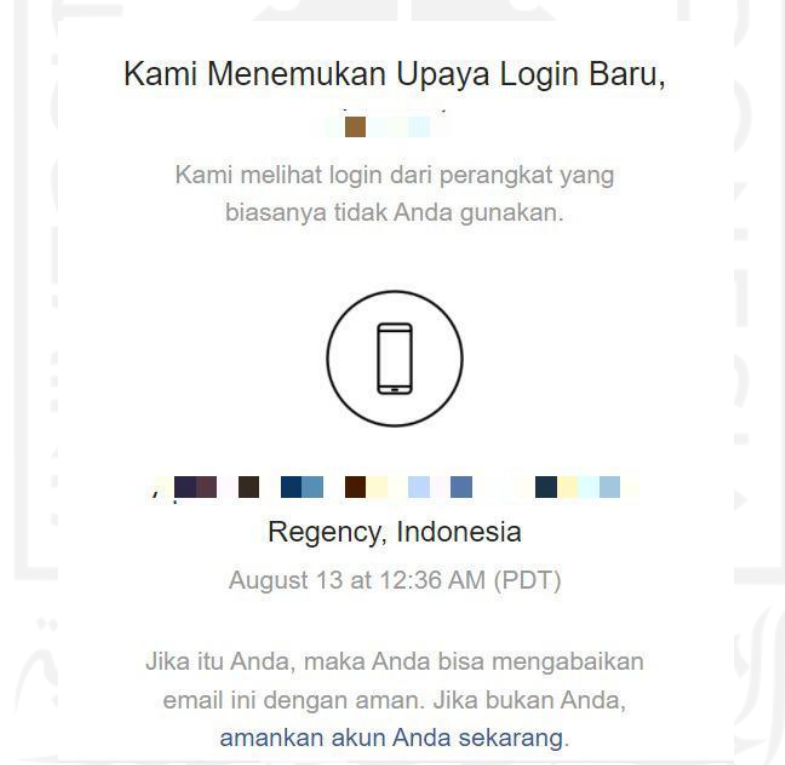 Kami Menemukan Upaya Login Baru,
Kami melihat login dari perangkat yang
biasanya tidak Anda gunakan.
Regency, Indonesia
August 13 at 12:36 AM (PDT)
Jika itu Anda, maka Anda bisa mengabaikan
email ini dengan aman. Jika bukan Anda,
amankan akun Anda sekarang.